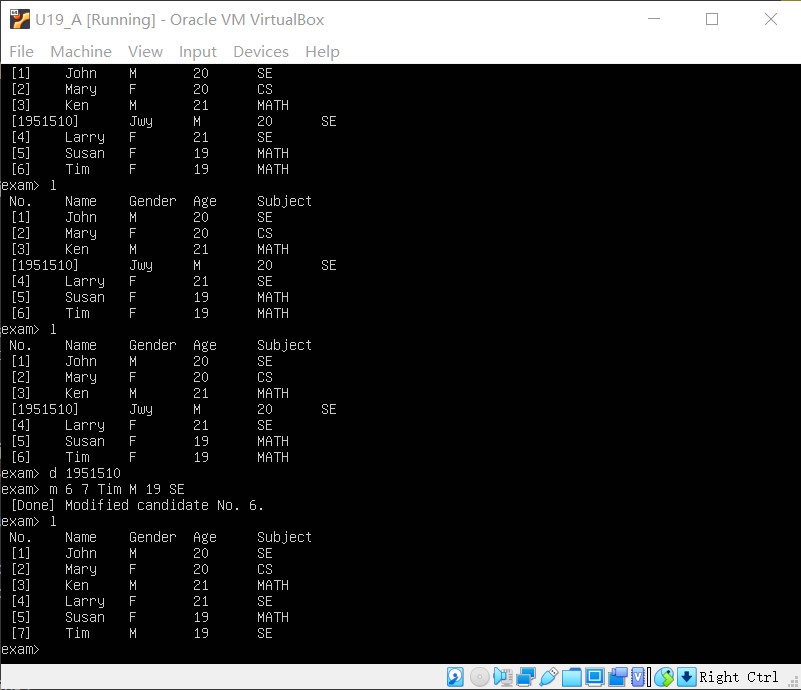 U19_A [Running] - Oracle VM VirtualBox
File Machine View Input Devices Help
[1] John M 20 SE
[2] Mary F 20 CS
[3] Ken M 21 MATH
[1951510] Jwy M 20 SE
[4] Larry F 21 SE
[5] Susan F 19 MATH
[6] Tim F 19 MATH
exam> l
No. Name Gender Age Subject
[1] John M 20 SE
[2] Mary F 20 CS
[3] Ken M 21 MATH
[1951510] Jwy M 20 SE
[4] Larry F 21 SE
[5] Susan F 19 MATH
[6] Tim F 19 MATH
exam> l
No. Name Gender Age Subject
[1] John M 20 SE
[2] Mary F 20 CS
[3] Ken M 21 MATH
[1951510] Jwy M 20 SE
[4] Larry F 21 SE
[5] Susan F 19 MATH
[6] Tim F 19 MATH
exam> d 1951510
exam> m 6 7 Tim M 19 SE
[Done] Modified candidate No. 6.
exam> l
No. Name Gender Age Subject
[1] John M 20 SE
[2] Mary F 20 CS
[3] Ken M 21 MATH
[4] Larry F 21 SE
[5] Susan F 19 MATH
[7] Tim M 19 SE
exam>
Right Ctrl